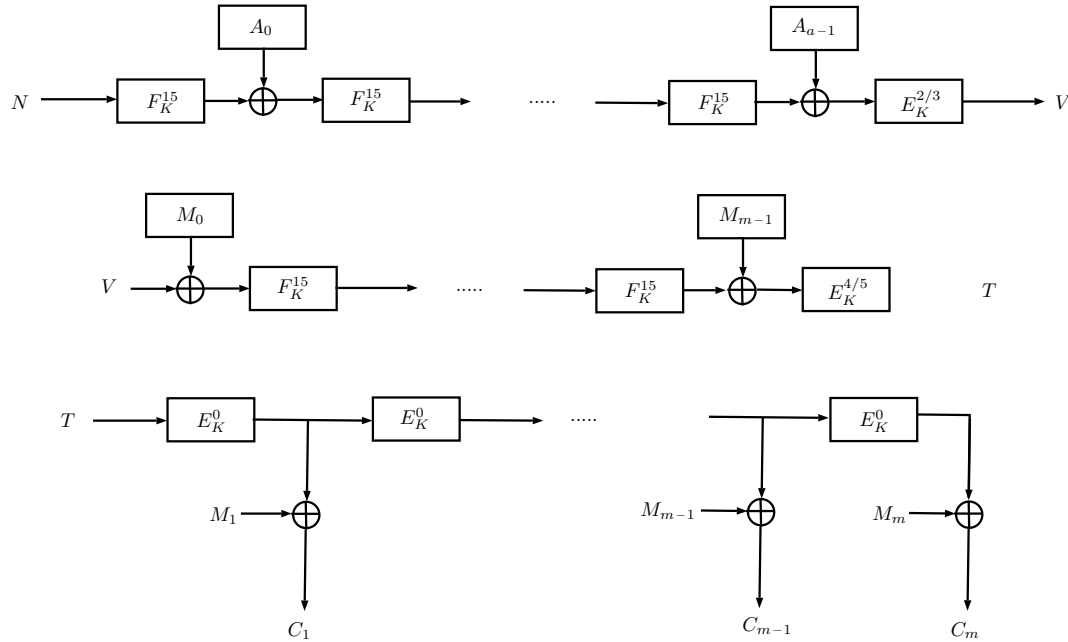 A_0 A_{a-1}
N F_K^{15} F_K^{15} ..... F_K^{15} E_K^{2/3} V
M_0 M_{m-1}
V F_K^{15} ..... F_K^{15} E_K^{4/5} T
T E_K^0 E_K^0 ..... E_K^0
M_1 M_{m-1} M_m
C_1 C_{m-1} C_m